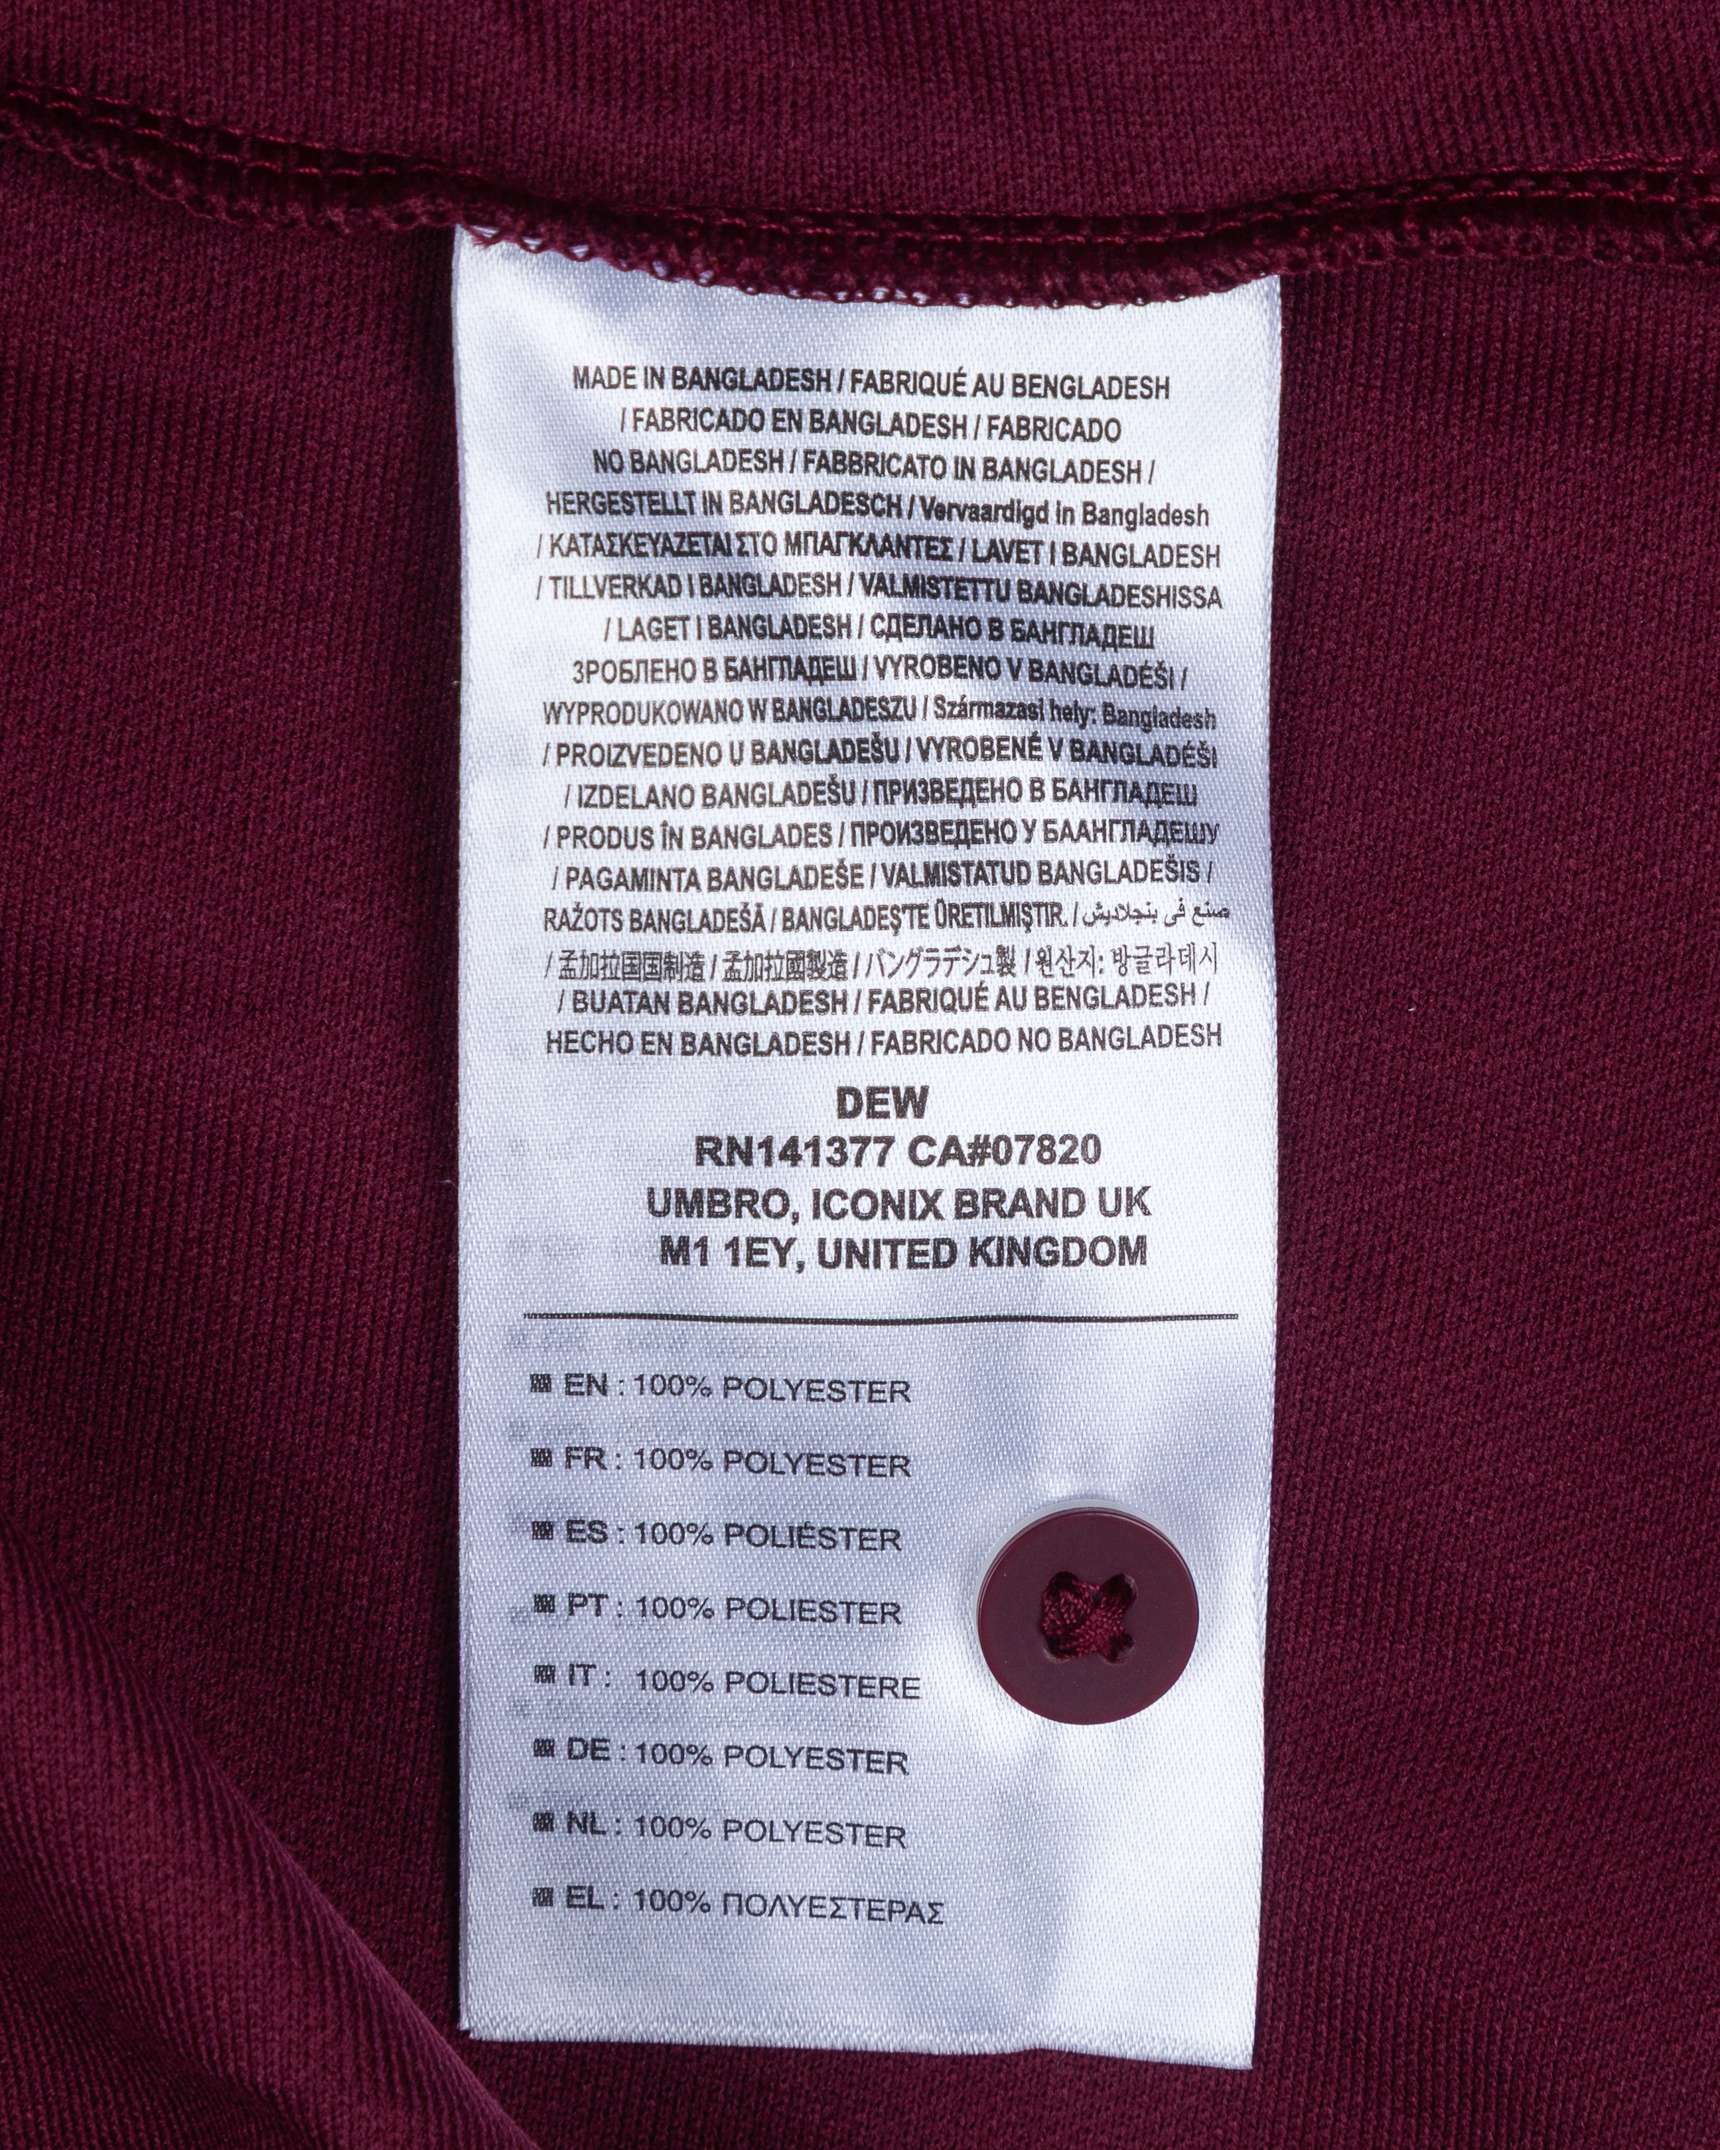 MADE IN BANGLADESH / FABRIQUÉ AU BENGLADESH
/ FABRICADO EN BANGLADESH / FABRICADO
NO BANGLADESH / FABBRICATO IN BANGLADESH /
HERGESTELLT IN BANGLADESCH / Vervaardigd in Bangladesh
/ ΚΑΤΑΣΚΕΥΑΖΕΤΑΙ ΣΤΟ ΜΠΑΓΚΛΑΝΤΕΣ / LAVET I BANGLADESH
/ TILLVERKAD I BANGLADESH / VALMISTETTU BANGLADESHISSA
/ LAGET I BANGLADESH / СДЕЛАНО В БАНГЛАДЕШ
ЗРОБЛЕНО В БАНГЛАДЕШ / VYROBENO V BANGLADÉŠI /
WYPRODUKOWANO W BANGLADESZU / Származasi hely: Bangladesh
/ PROIZVEDENO U BANGLADEŠU / VYROBENÉ V BANGLADÉŠI
/ IZDELANO BANGLADEŠU / ПРИЗВЕДЕНО В БАНГЛАДЕШ
/ PRODUS ÎN BANGLADES / ПРОИЗВЕДЕНО У БААНГЛАДЕШУ
/ PAGAMINTA BANGLADEŠE / VALMISTATUD BANGLADEŠIS /
RAŽOTS BANGLADEŠĀ / BANGLADEŞ'TE ÜRETILMIŞTIR. / صنع فى بنجلاديش
/ 孟加拉国国制造 / 孟加拉國製造 / バングラデシュ製 / 원산지: 방글라데시
/ BUATAN BANGLADESH / FABRIQUÉ AU BENGLADESH /
HECHO EN BANGLADESH / FABRICADO NO BANGLADESH
DEW
RN141377 CA#07820
UMBRO, ICONIX BRAND UK
M1 1EY, UNITED KINGDOM
EN : 100% POLYESTER
FR : 100% POLYESTER
ES : 100% POLIÉSTER
PT : 100% POLIESTER
IT : 100% POLIESTERE
DE : 100% POLYESTER
NL : 100% POLYESTER
EL : 100% ΠΟΛΥΕΣΤΕΡΑΣ